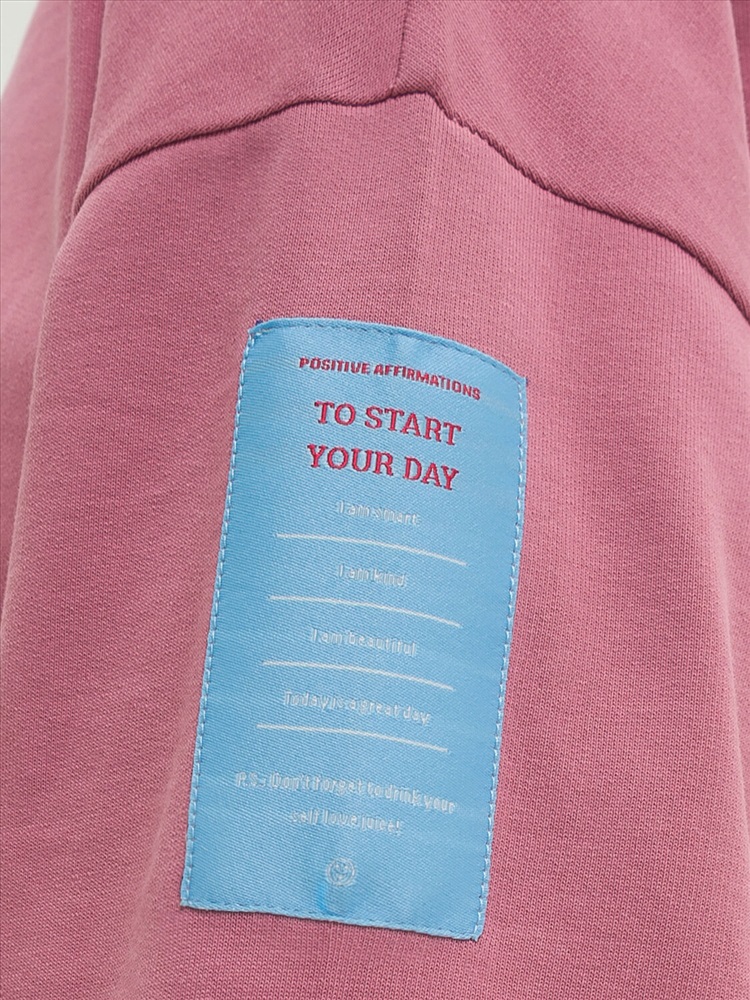 POSITIVE AFFIRMATIONS
TO START
YOUR DAY
I am smart
I am kind
I am beautiful
Today is a great day
P.S - Don't forget to drink your
self love juice!